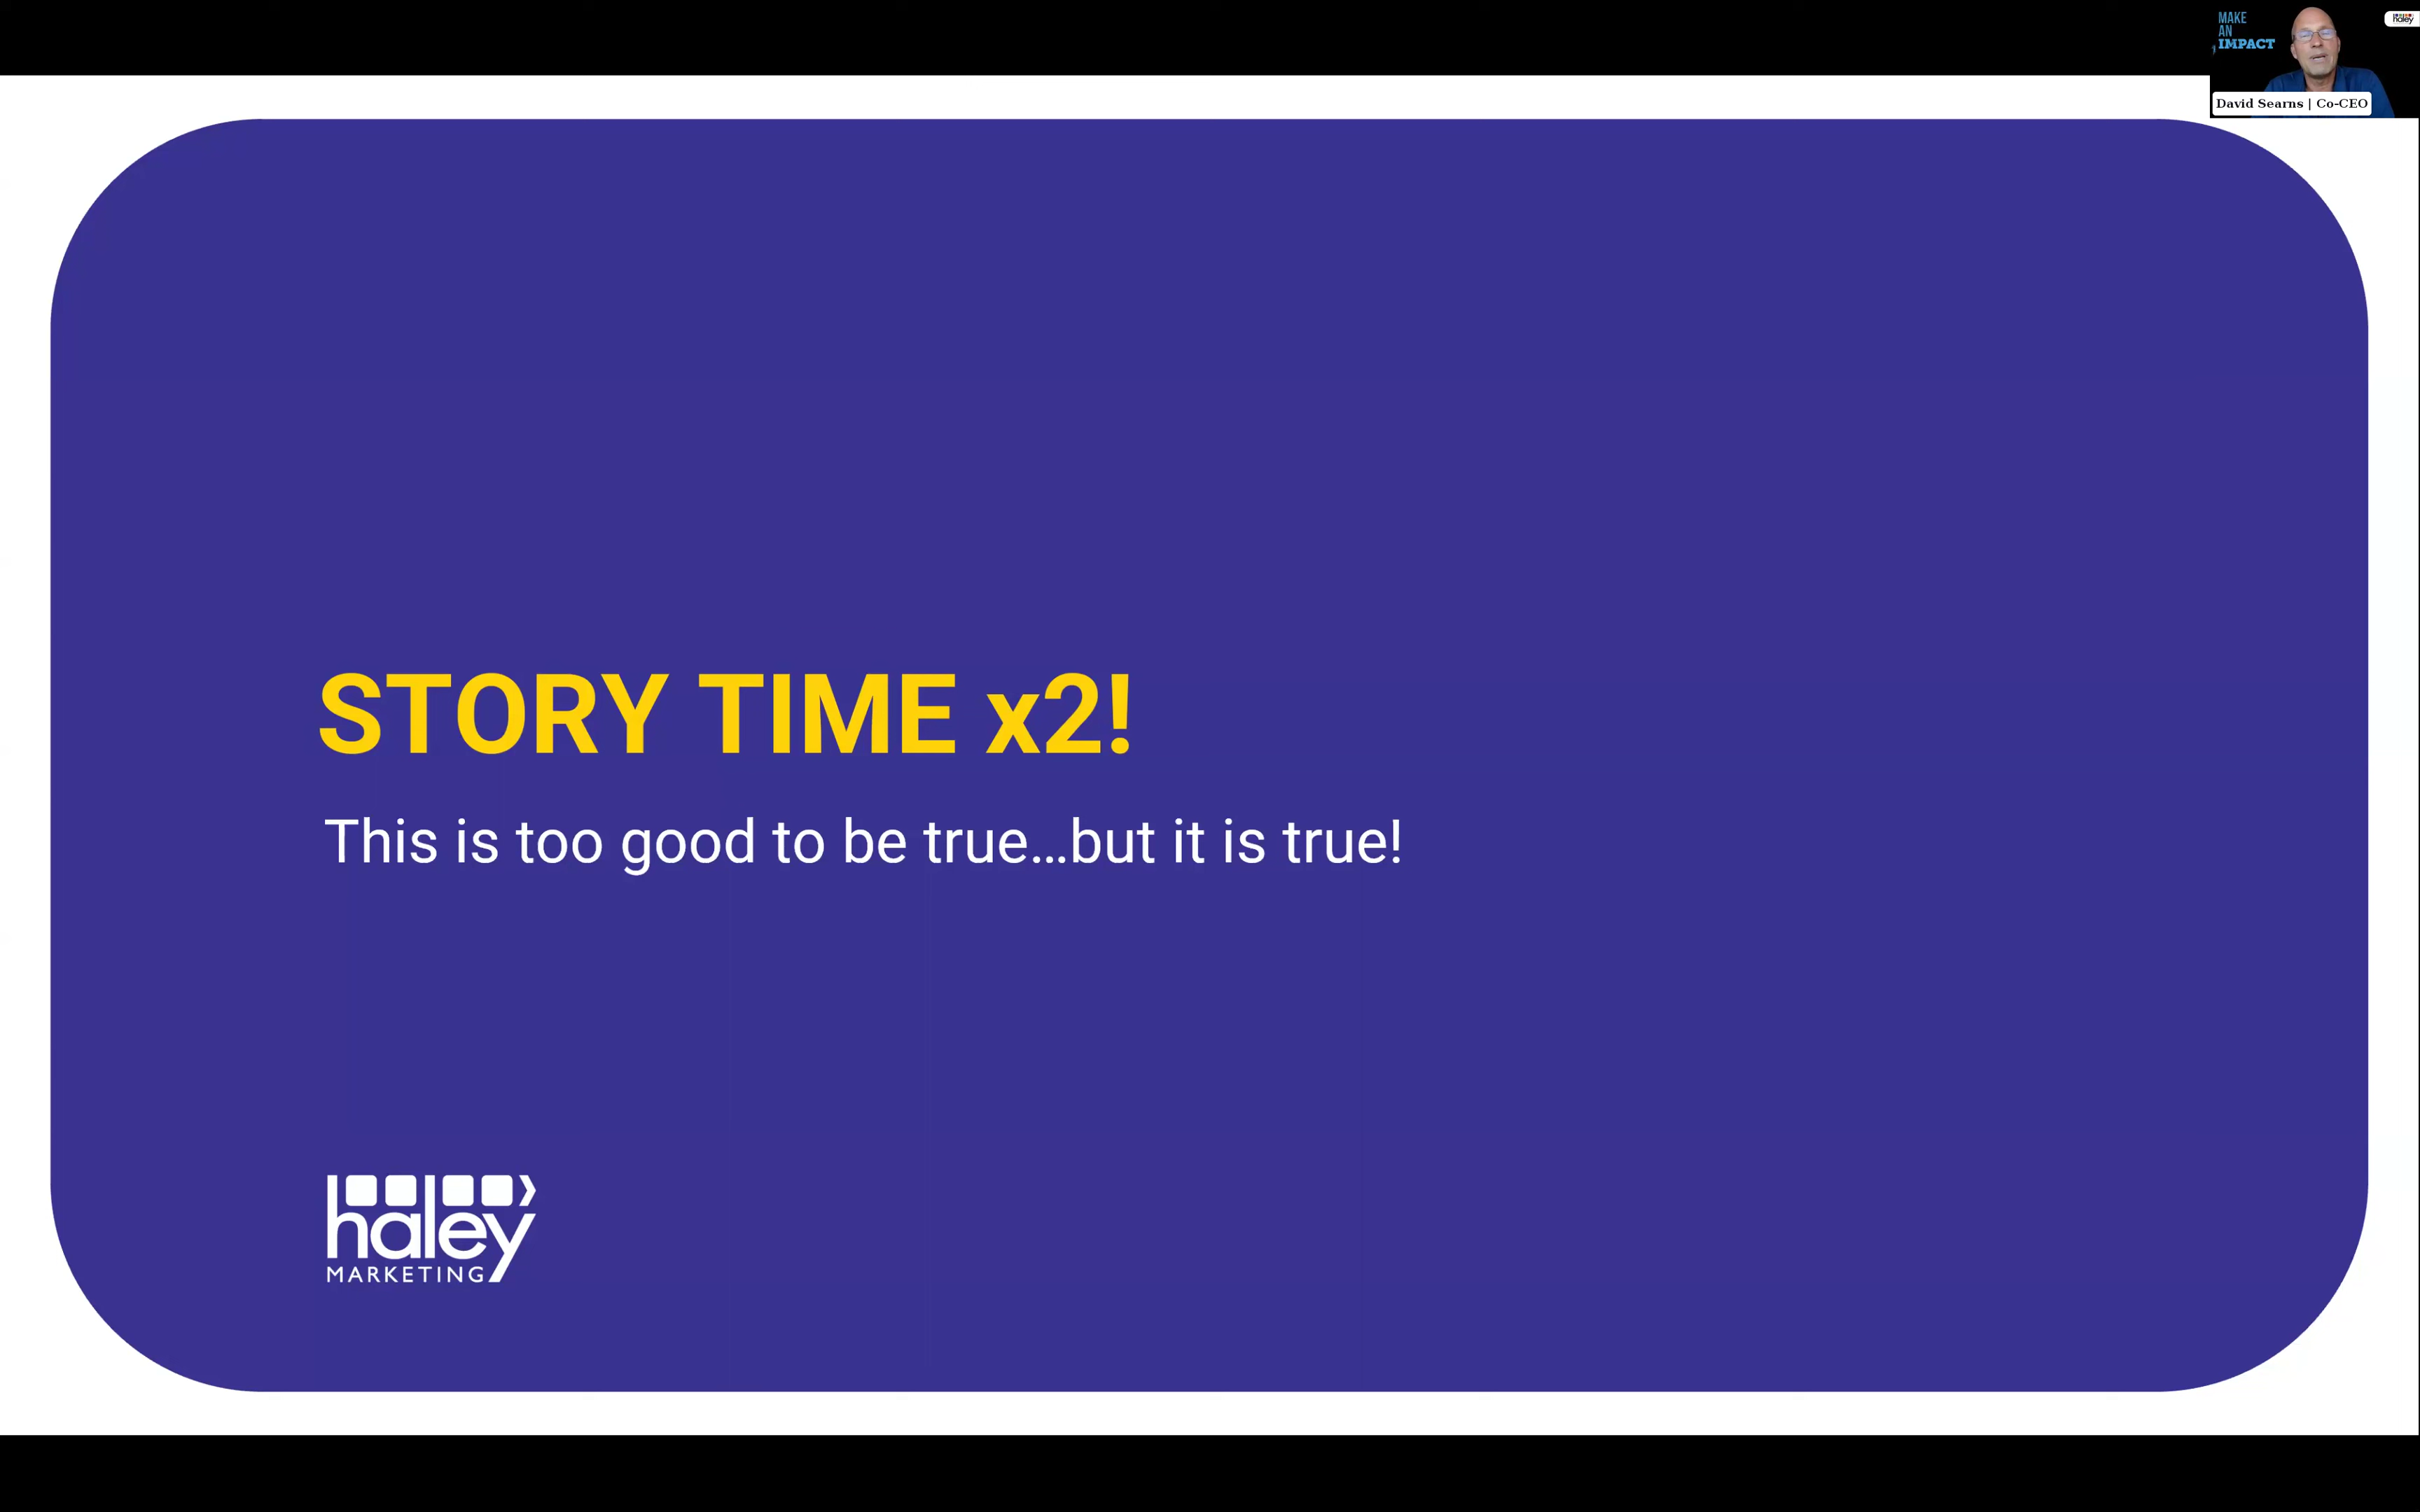 MAKE
AN
IMPACT
haley
David Searns | Co-CEO
STORY TIME x2!
This is too good to be true...but it is true!
haley
MARKETING